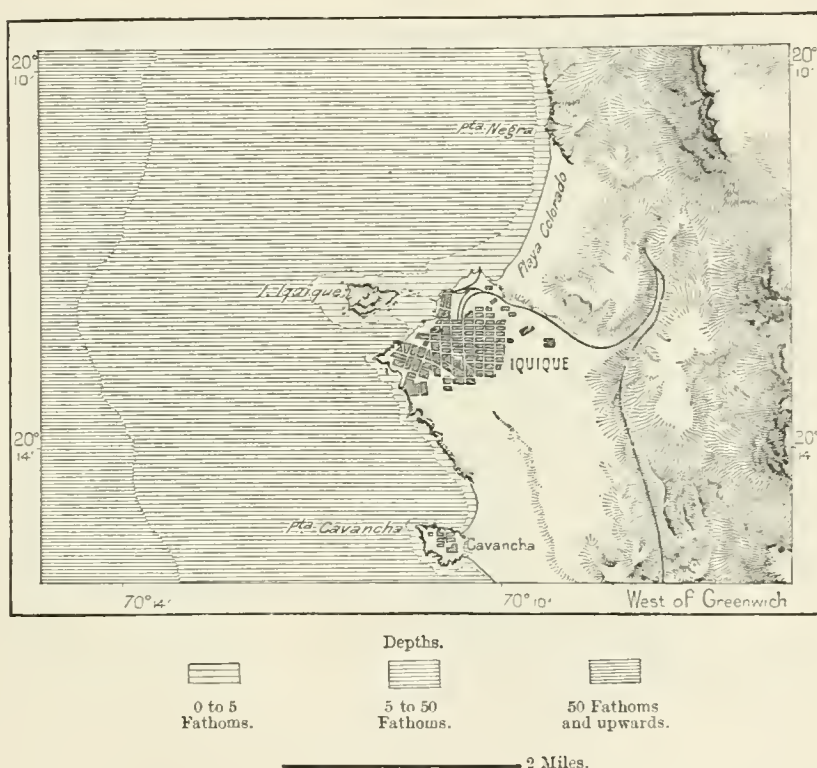 20°
10'
20°
10'
pta. Negra
Playa Colorado
I. Iquique
IQUIQUE
20°
14'
20°
14'
pta. Cavancha
Cavancha
70° 14'
70° 10'
West of Greenwich
Depths.
0 to 5
Fathoms.
5 to 50
Fathoms.
50 Fathoms
and upwards.
2 Miles.